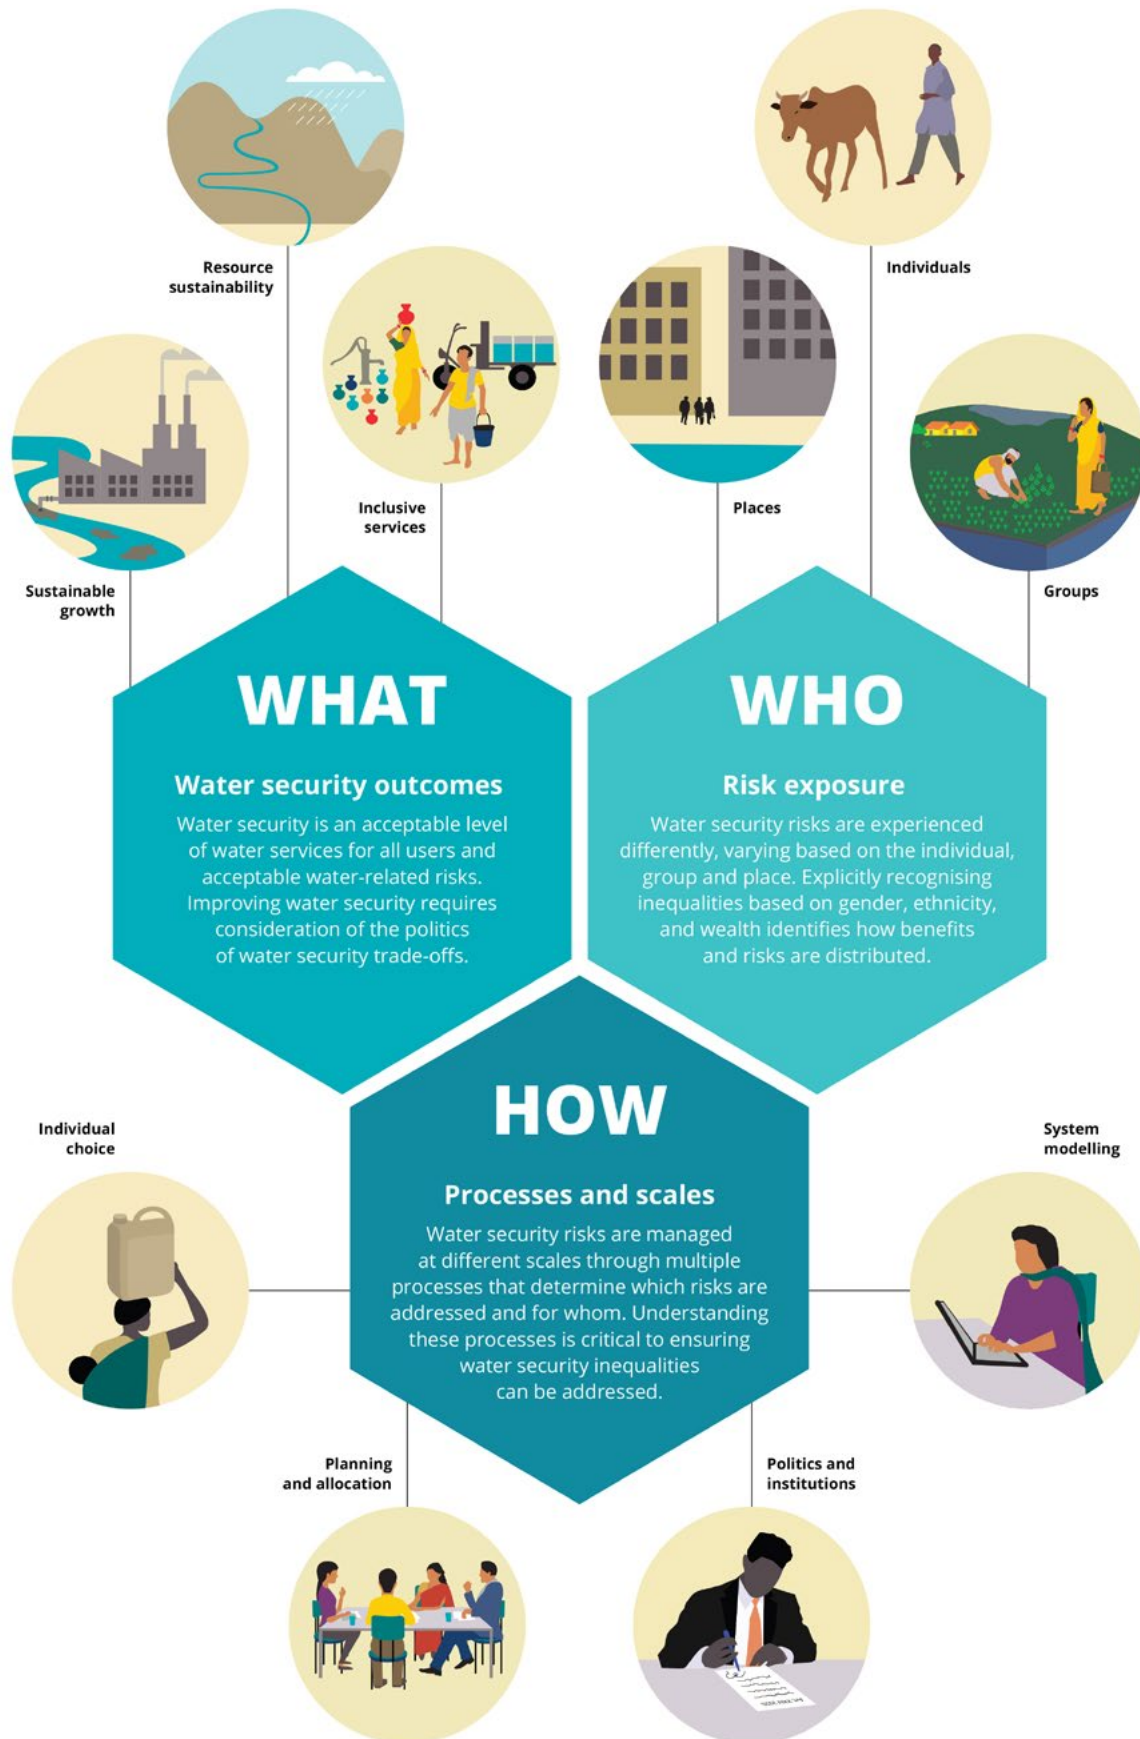 Resource
sustainability
Individuals
Inclusive
services
Places
Sustainable
growth
Groups
WHAT
Water security outcomes
Water security is an acceptable level
of water services for all users and
acceptable water-related risks.
Improving water security requires
consideration of the politics
of water security trade-offs.
WHO
Risk exposure
Water security risks are experienced
differently, varying based on the individual,
group and place. Explicitly recognising
inequalities based on gender, ethnicity,
and wealth identifies how benefits
and risks are distributed.
HOW
Processes and scales
Water security risks are managed
at different scales through multiple
processes that determine which risks are
addressed and for whom. Understanding
these processes is critical to ensuring
water security inequalities
can be addressed.
Individual
choice
System
modelling
Planning
and allocation
Politics and
institutions